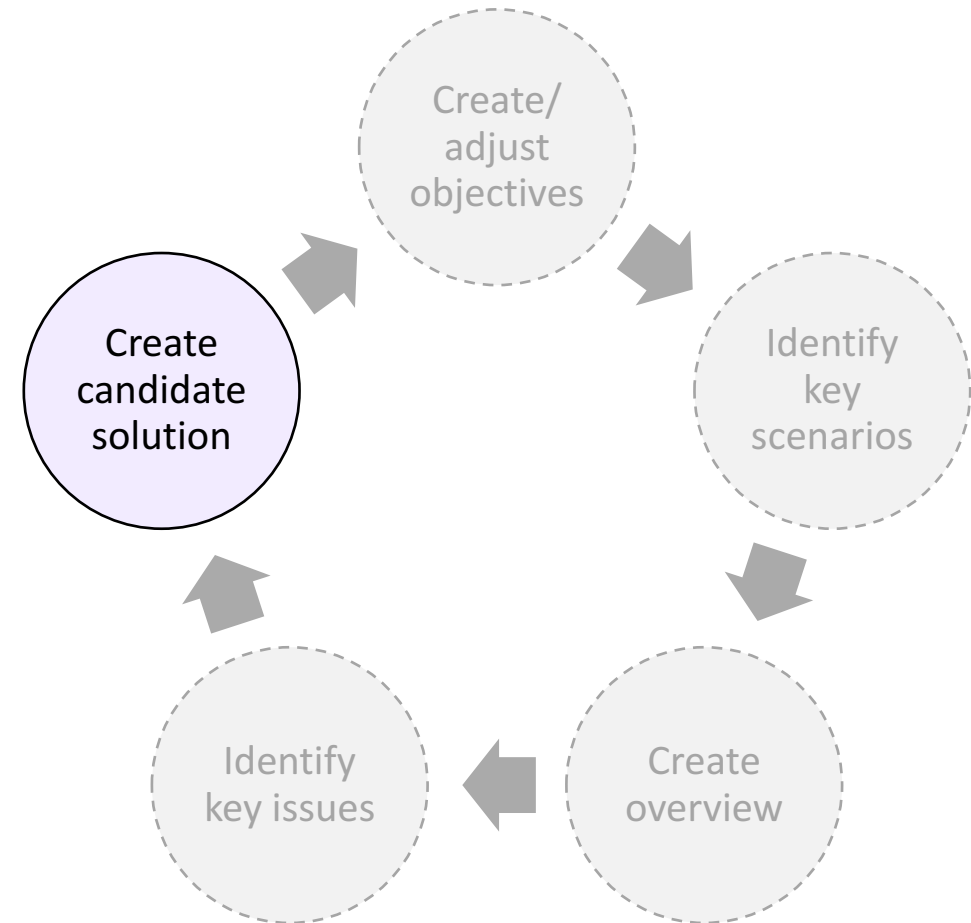 Create/
adjust
objectives
Identify
key
scenarios
Create
overview
Identify
key issues
Create
candidate
solution